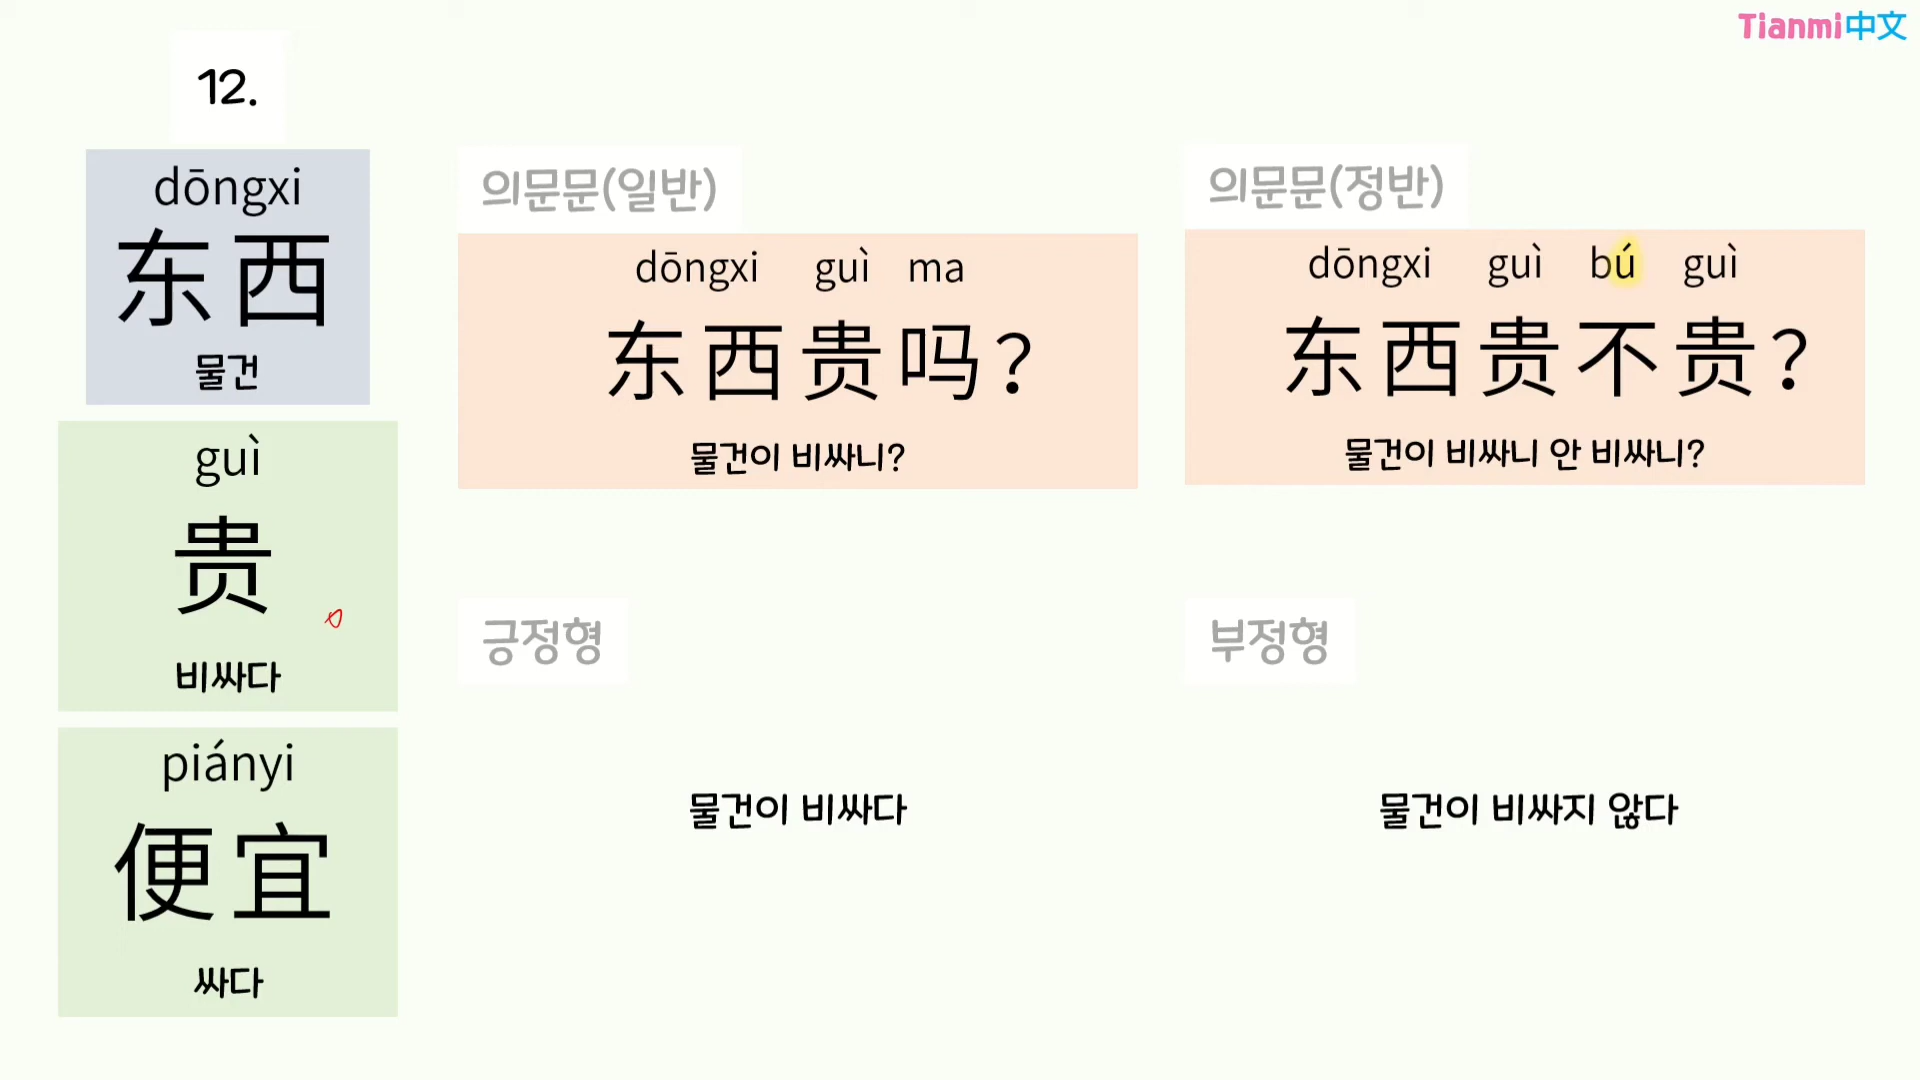 Tianmi中文
12.
dōngxi
东西
물건
guì
贵
비싸다
piányi
便宜
싸다
의문문(일반)
dōngxi guì ma
东西贵吗?
물건이 비싸니?
의문문(정반)
dōngxi guì bú guì
东西贵不贵?
물건이 비싸니 안 비싸니?
긍정형
물건이 비싸다
부정형
물건이 비싸지 않다